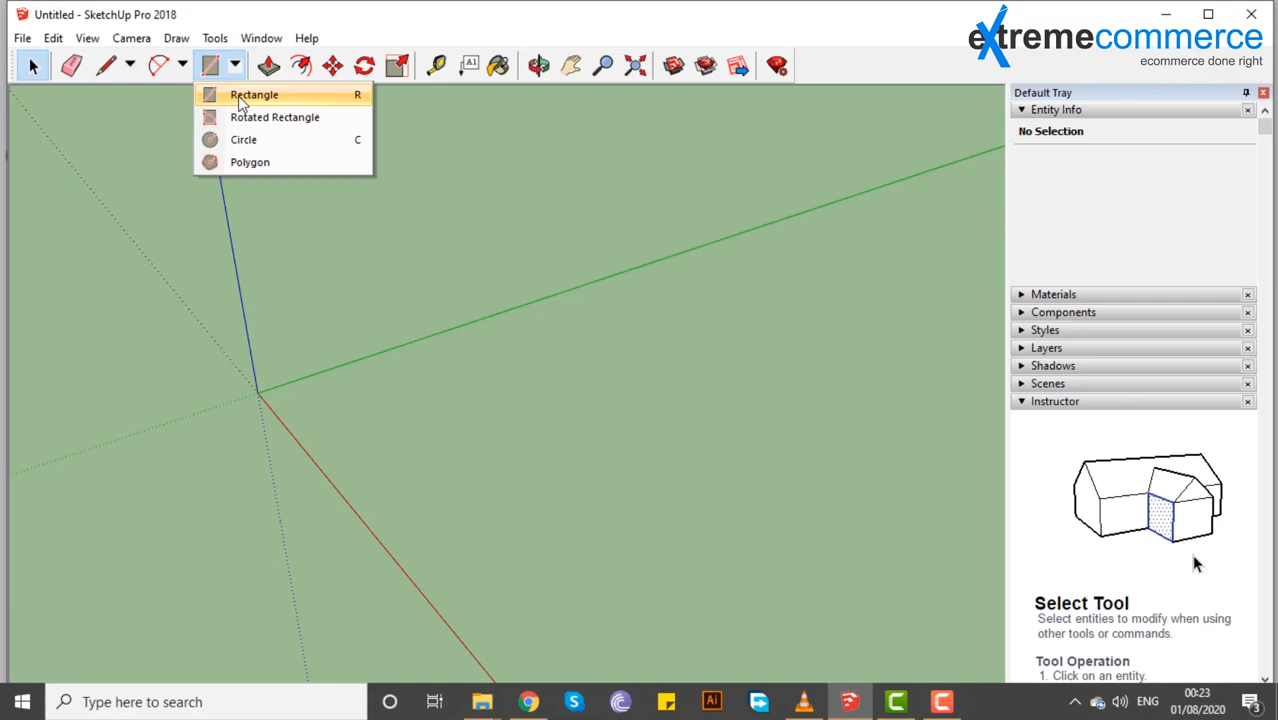 Untitled - SketchUp Pro 2018
extremecommerce
ecommerce done right
File Edit View Camera Draw Tools Window Help
A1
Rectangle R
Rotated Rectangle
Circle C
Polygon
Default Tray
Entity Info
No Selection
Materials
Components
Styles
Layers
Shadows
Scenes
Instructor
Select Tool
Select entities to modify when using
other tools or commands.
Tool Operation
1. Click on an entity.
Type here to search
Ai
ENG
00:23
01/08/2020
3